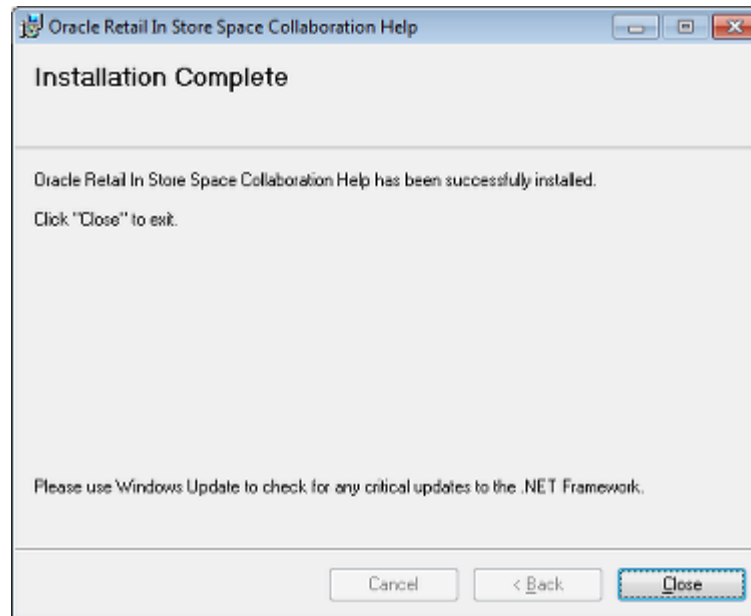 Oracle Retail In Store Space Collaboration Help
Installation Complete
Oracle Retail In Store Space Collaboration Help has been successfully installed.
Click "Close" to exit.
Please use Windows Update to check for any critical updates to the .NET Framework.
Cancel
< Back
Close